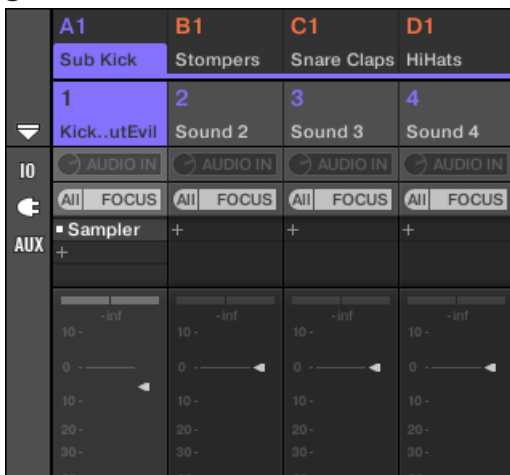 A1 B1 C1 D1
Sub Kick Stompers Snare Claps HiHats
1 2 3 4
Kick..utEvil Sound 2 Sound 3 Sound 4
IO AUDIO IN AUDIO IN AUDIO IN AUDIO IN
All FOCUS All FOCUS All FOCUS All FOCUS
AUX Sampler + + +
+
-inf -inf -inf -inf
10- 10- 10- 10-
0 - 0 - 0 - 0 -
10- 10- 10- 10-
20- 20- 20- 20-
30- 30- 30- 30-